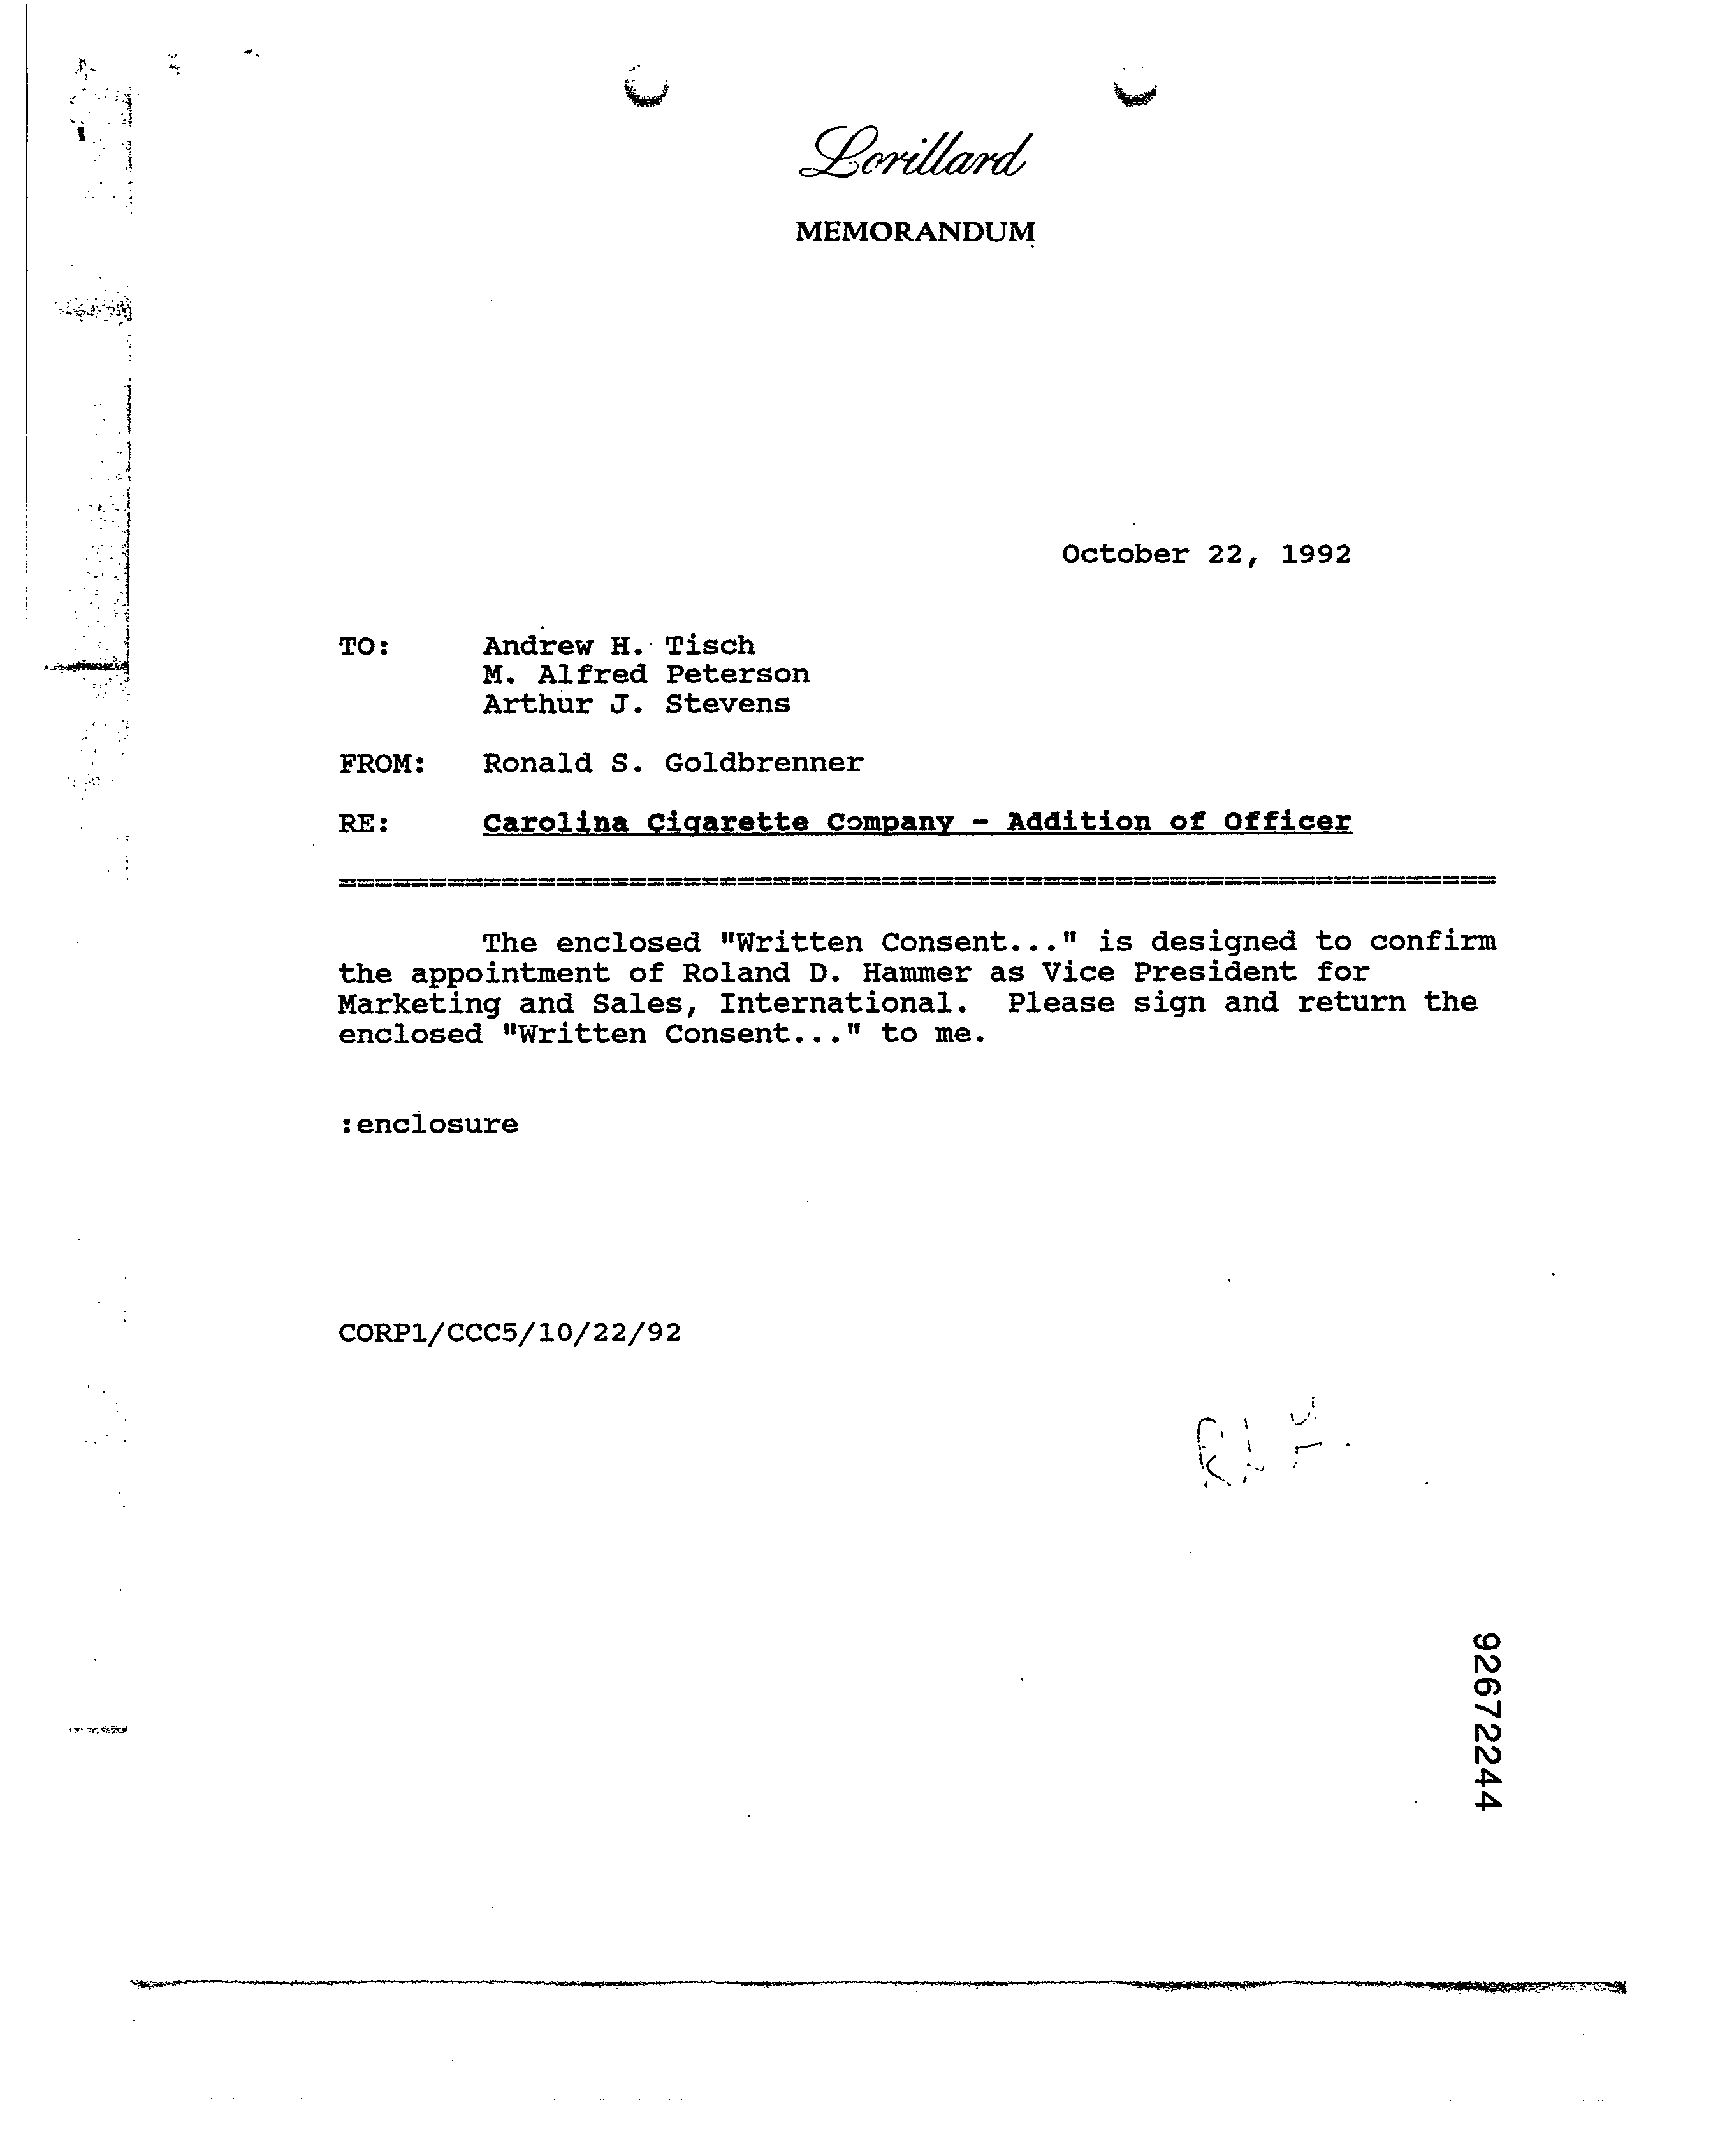 Lorillard
MEMORANDUM
October 22, 1992
TO: Andrew H. Tisch
M. Alfred Peterson
Arthur J. Stevens
FROM: Ronald S. Goldbrenner
RE: Carolina Cigarette Company - Addition of Officer
================================================================
The enclosed "Written Consent..." is designed to confirm
the appointment of Roland D. Hammer as Vice President for
Marketing and Sales, International. Please sign and return the
enclosed "Written Consent..." to me.
:enclosure
CORP1/CCC5/10/22/92
92672244